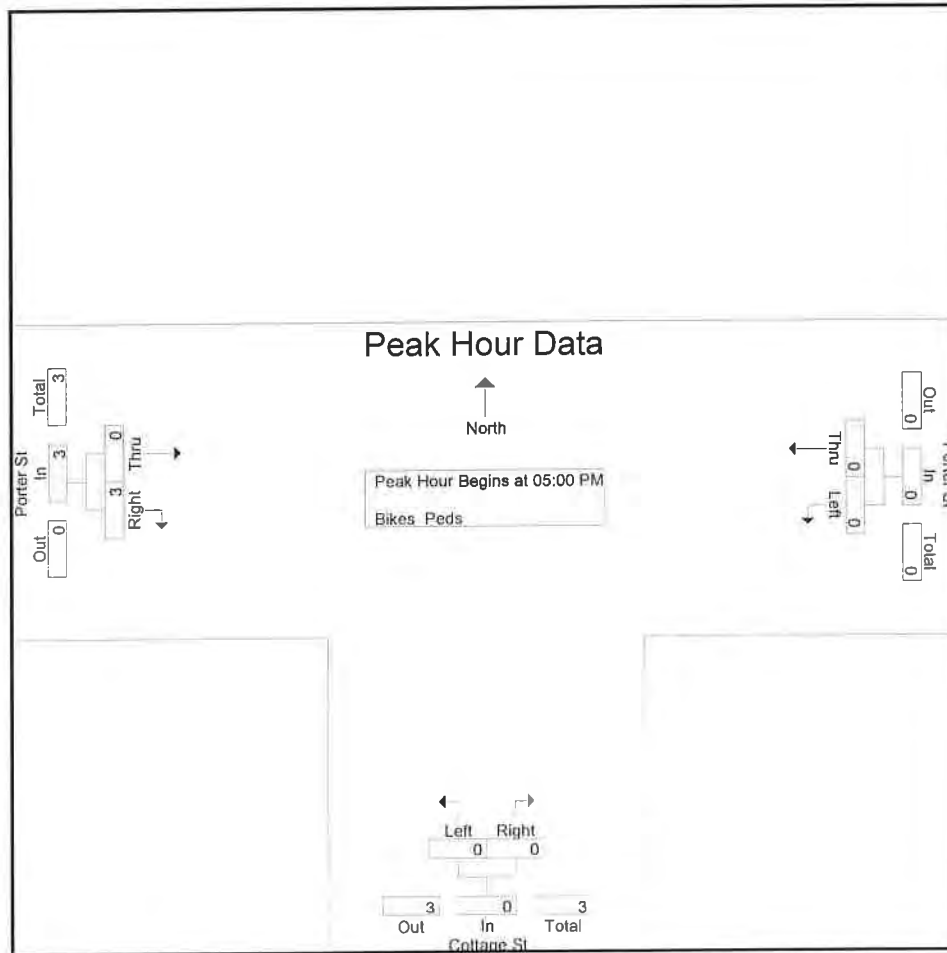 Peak Hour Data
North
Peak Hour Begins at 05:00 PM
Bikes Peds
Porter St
Out In Total
0 3 3
Right Thru
3 0
Out In Total
0 0 0
Thru Left
0 0
Left Right
0 0
3 0 3
Out In Total
Cottage St